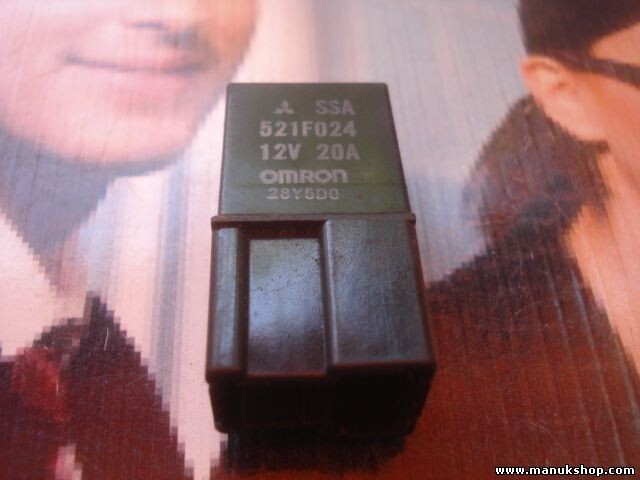 SSA
521F024
12V 20A
OMRON
28Y5D0
www.manukshop.com